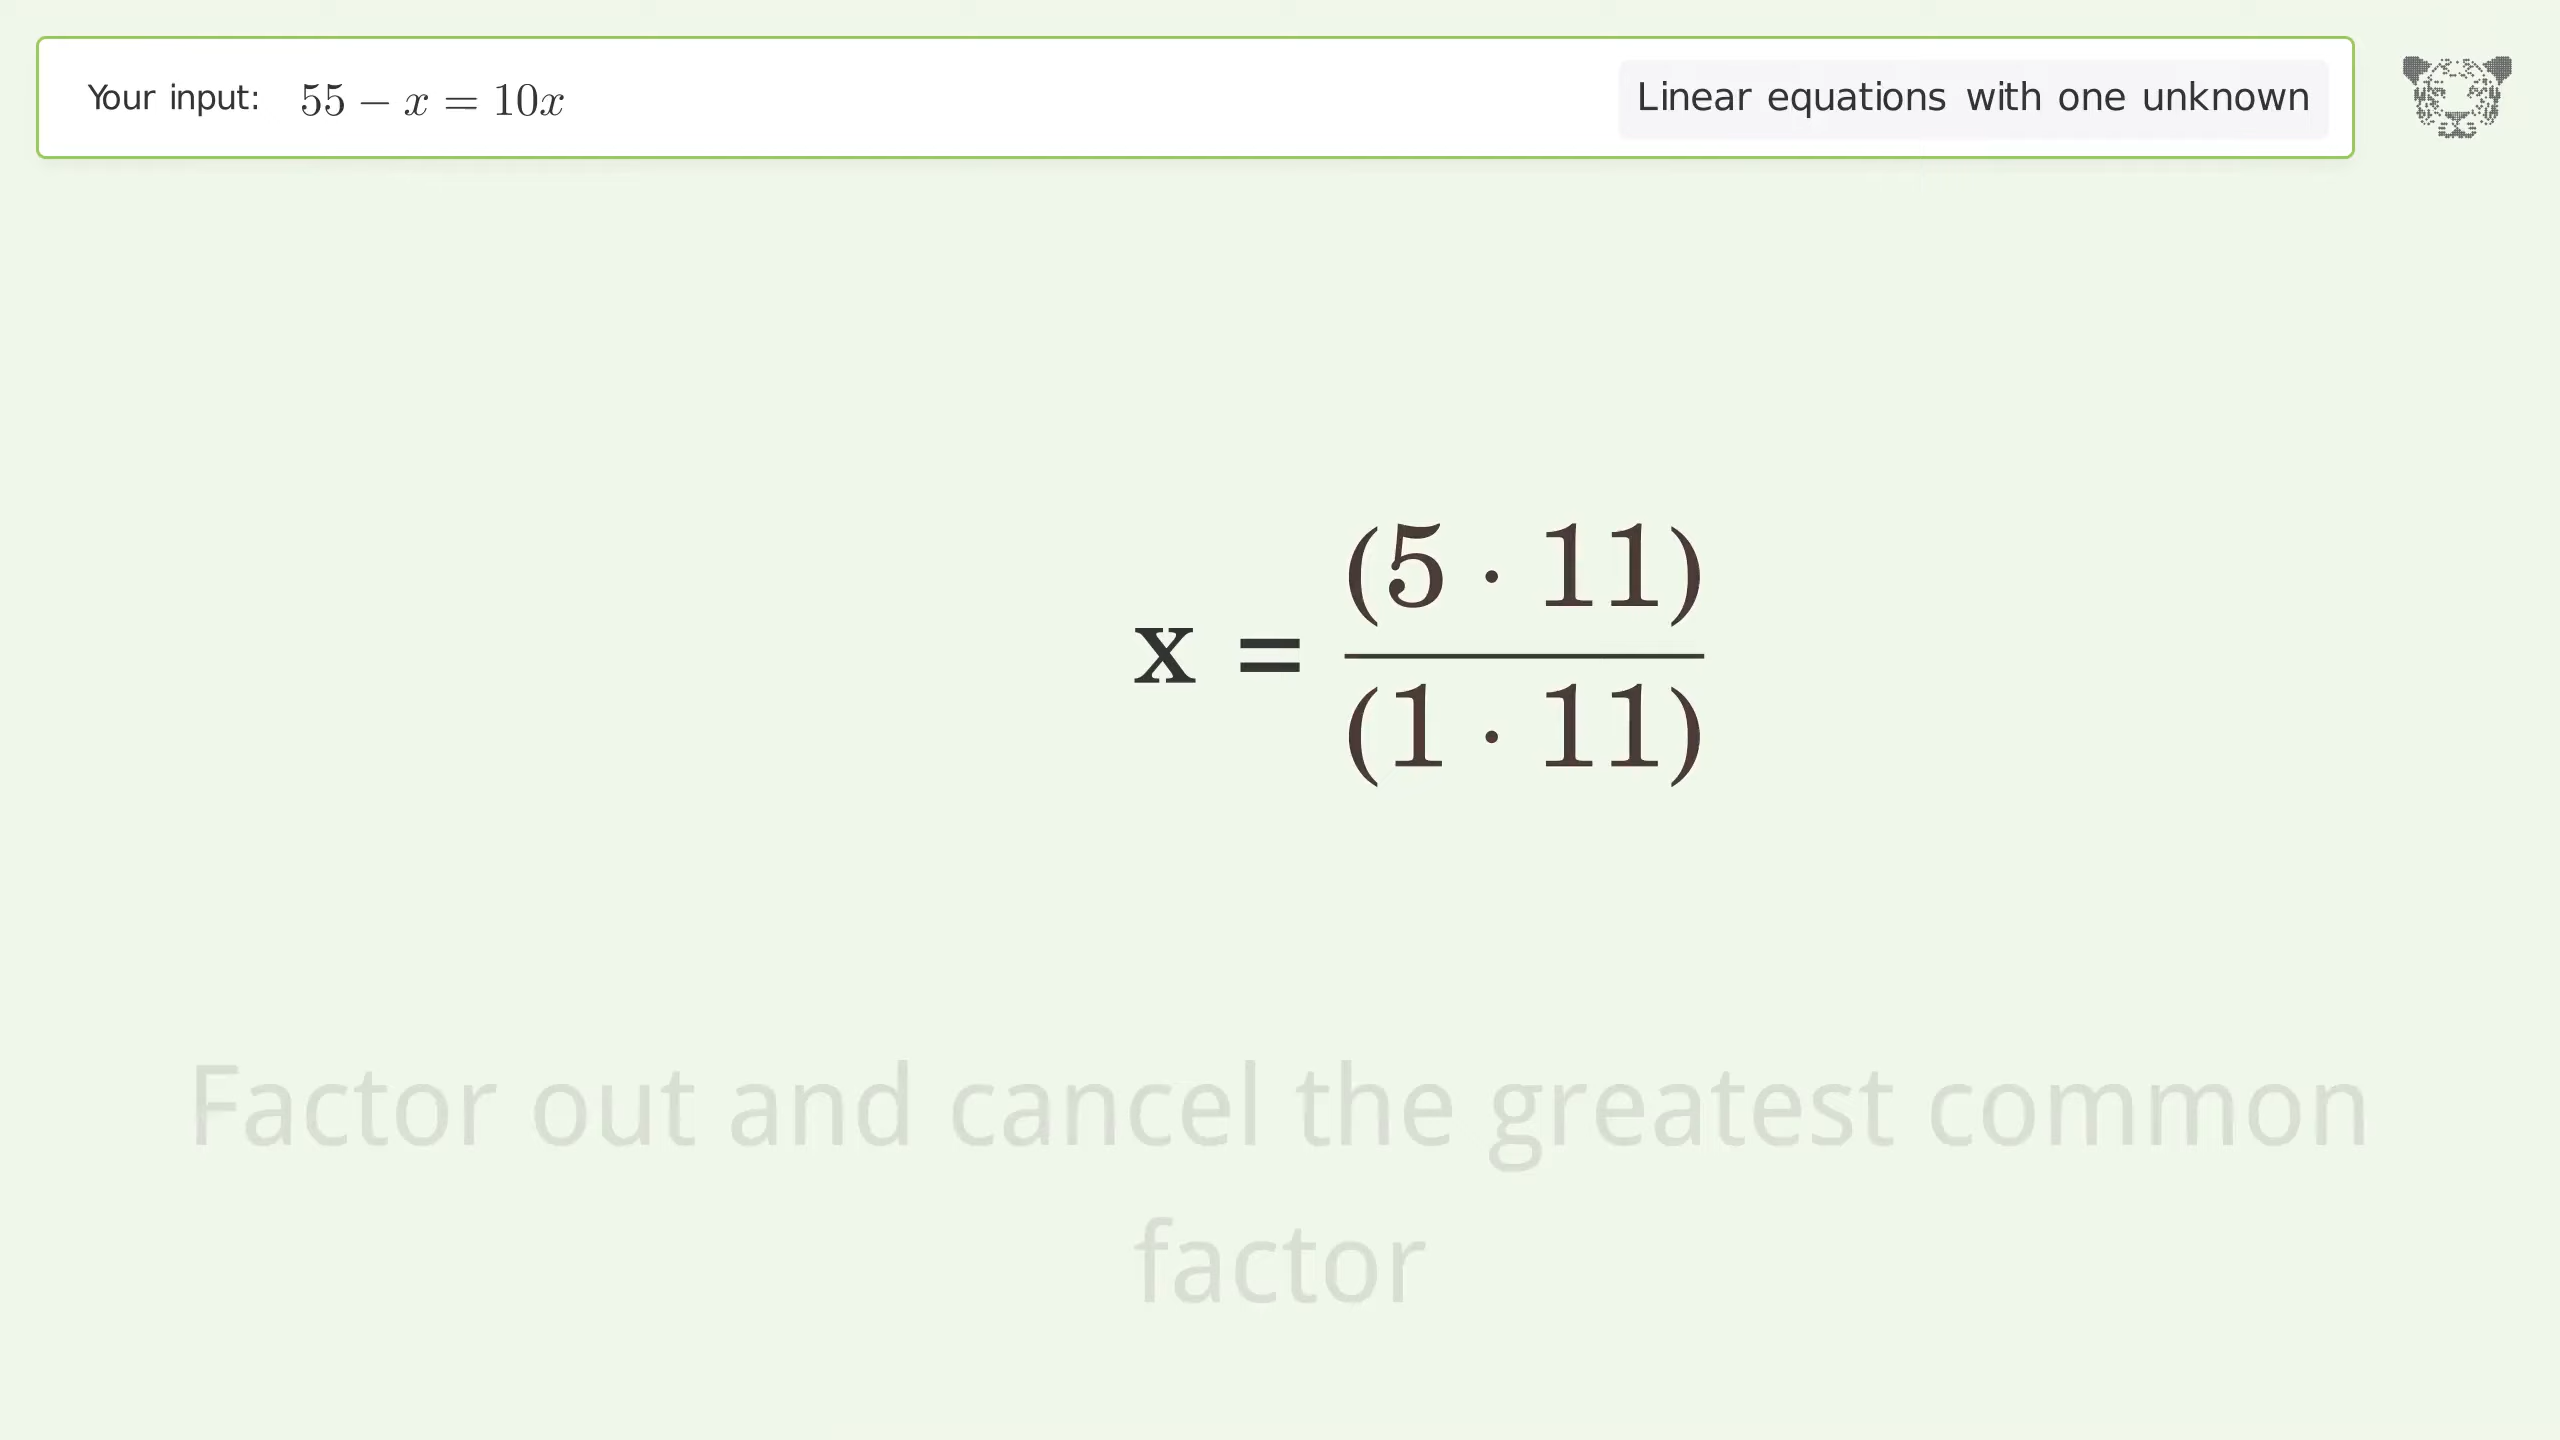 Your input: 55 − x = 10x
Linear equations with one unknown
x = (5 · 11) / (1 · 11)
Factor out and cancel the greatest common
factor